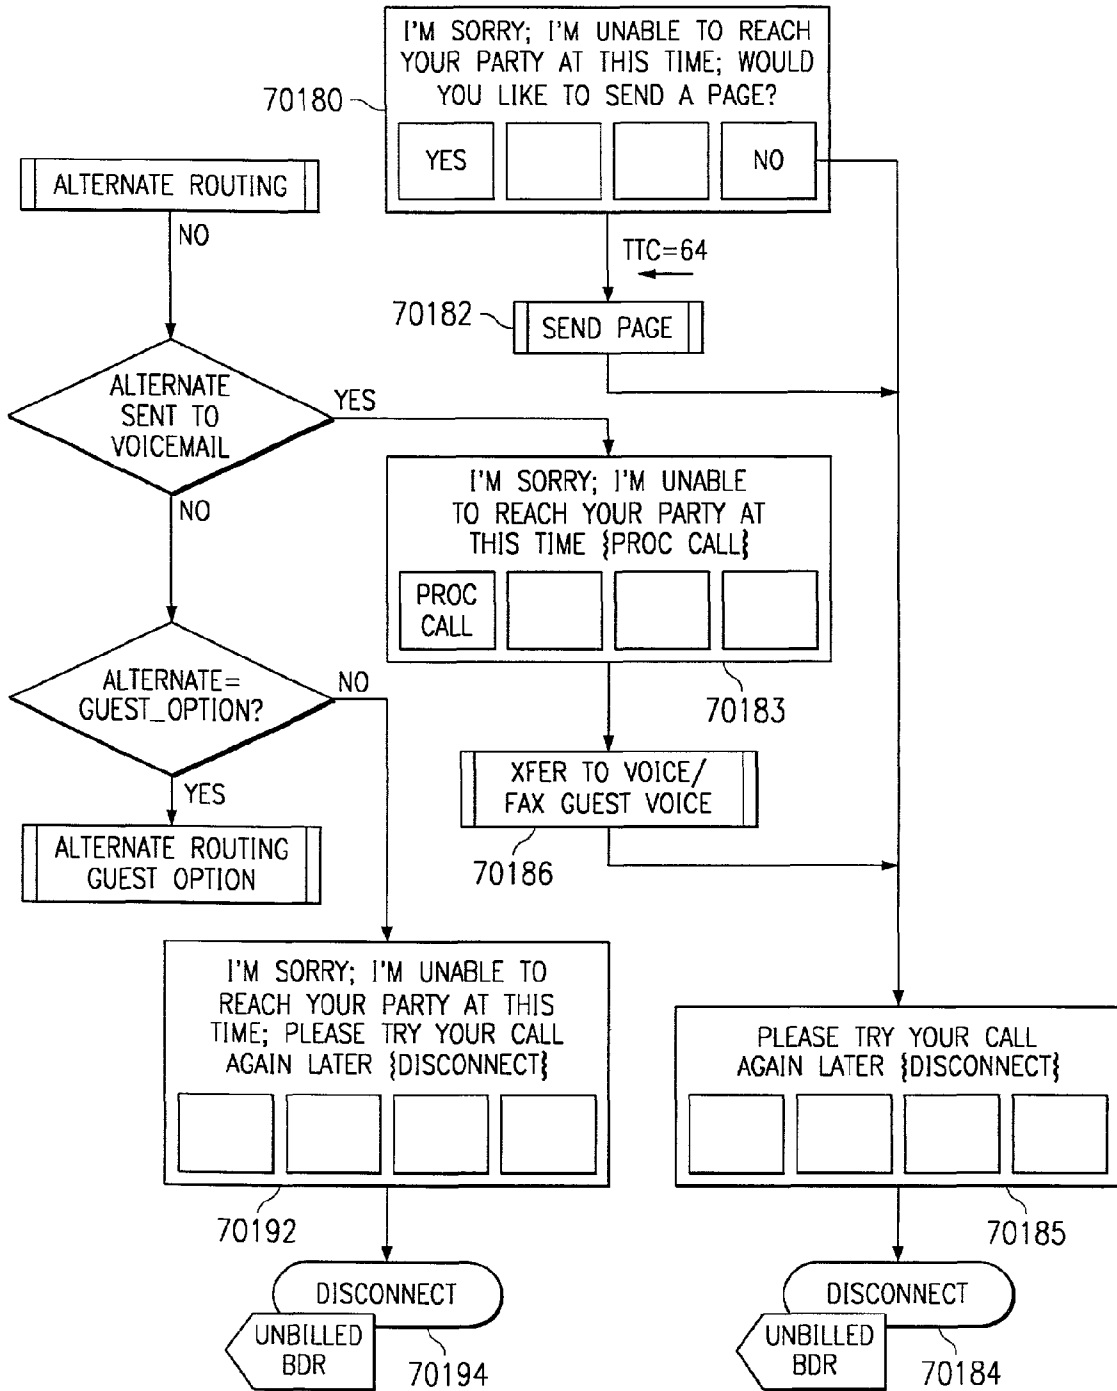 I'M SORRY; I'M UNABLE TO REACH
YOUR PARTY AT THIS TIME; WOULD
YOU LIKE TO SEND A PAGE?
70180
YES
NO
ALTERNATE ROUTING
NO
TTC=64
70182
SEND PAGE
ALTERNATE
SENT TO
VOICEMAIL
YES
NO
I'M SORRY; I'M UNABLE
TO REACH YOUR PARTY AT
THIS TIME {PROC CALL}
PROC
CALL
70183
ALTERNATE=
GUEST_OPTION?
NO
YES
XFER TO VOICE/
FAX GUEST VOICE
70186
ALTERNATE ROUTING
GUEST OPTION
I'M SORRY; I'M UNABLE TO
REACH YOUR PARTY AT THIS
TIME; PLEASE TRY YOUR CALL
AGAIN LATER {DISCONNECT}
70192
PLEASE TRY YOUR CALL
AGAIN LATER {DISCONNECT}
70185
DISCONNECT
UNBILLED
BDR
70194
DISCONNECT
UNBILLED
BDR
70184